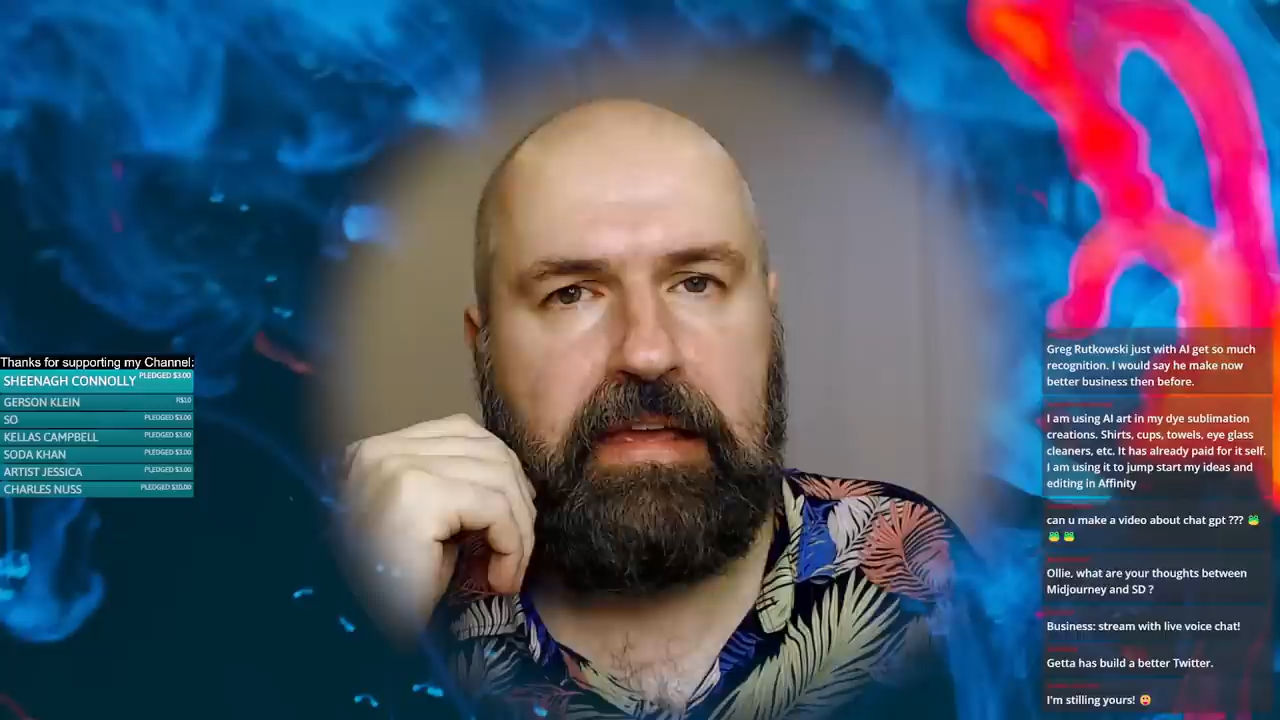 Thanks for supporting my Channel:
SHEENAGH CONNOLLY PLEDGED $3.00
GERSON KLEIN R$10
SO PLEDGED $3.00
KELLAS CAMPBELL PLEDGED $3.00
SODA KHAN PLEDGED $3.00
ARTIST JESSICA PLEDGED $3.00
CHARLES NUSS PLEDGED $10.00
Greg Rutkowski just with AI get so much
recognition. I would say he make now
better business then before.
I am using AI art in my dye sublimation
creations. Shirts, cups, towels, eye glass
cleaners, etc. It has already paid for it self.
I am using it to jump start my ideas and
editing in Affinity
can u make a video about chat gpt ??? 🐸
🐸 🐸
Ollie, what are your thoughts between
Midjourney and SD ?
Business: stream with live voice chat!
Getta has build a better Twitter.
I'm stilling yours!